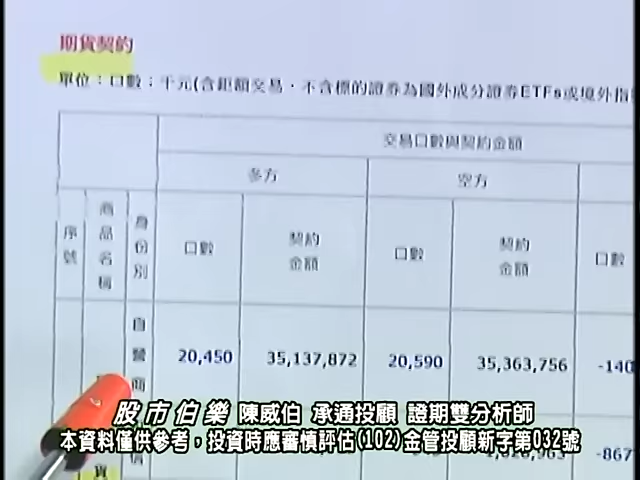 期貨契約
單位：口數；千元(含鉅額交易，不含標的證券為國外成分證券ETFs或境外指
交易口數與契約金額
多方 空方
序號 商品名稱 身份別 口數 契約金額 口數 契約金額 口數
自營商 20,450 35,137,872 20,590 35,363,756 -140
-867
股市伯樂 陳威伯 承通投顧 證期雙分析師
本資料僅供參考，投資時應審慎評估(102)金管投顧新字第032號